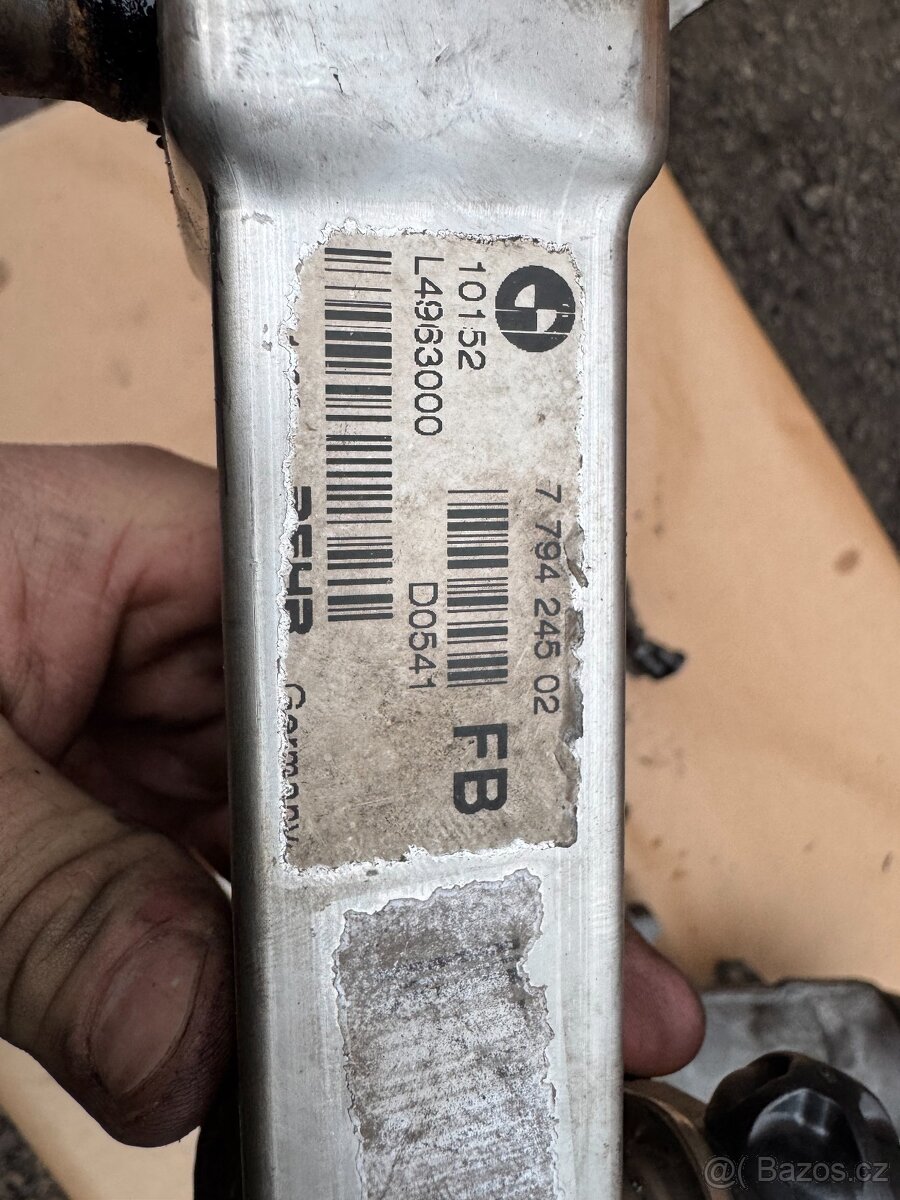 7 794 245 02
10152
L4963000
FB
D0541
BEHR Germany
@( Bazos.cz